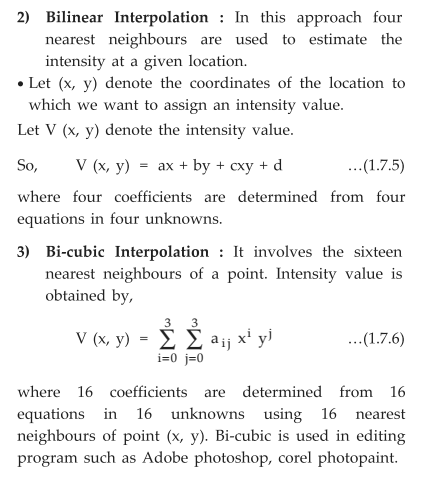 2) Bilinear Interpolation : In this approach four
nearest neighbours are used to estimate the
intensity at a given location.
• Let (x, y) denote the coordinates of the location to
which we want to assign an intensity value.
Let V (x, y) denote the intensity value.
So, V (x, y) = ax + by + cxy + d ...(1.7.5)
where four coefficients are determined from four
equations in four unknowns.
3) Bi-cubic Interpolation : It involves the sixteen
nearest neighbours of a point. Intensity value is
obtained by,
3 3
V (x, y) = Σ Σ a ij xⁱ yʲ ...(1.7.6)
i=0 j=0
where 16 coefficients are determined from 16
equations in 16 unknowns using 16 nearest
neighbours of point (x, y). Bi-cubic is used in editing
program such as Adobe photoshop, corel photopaint.